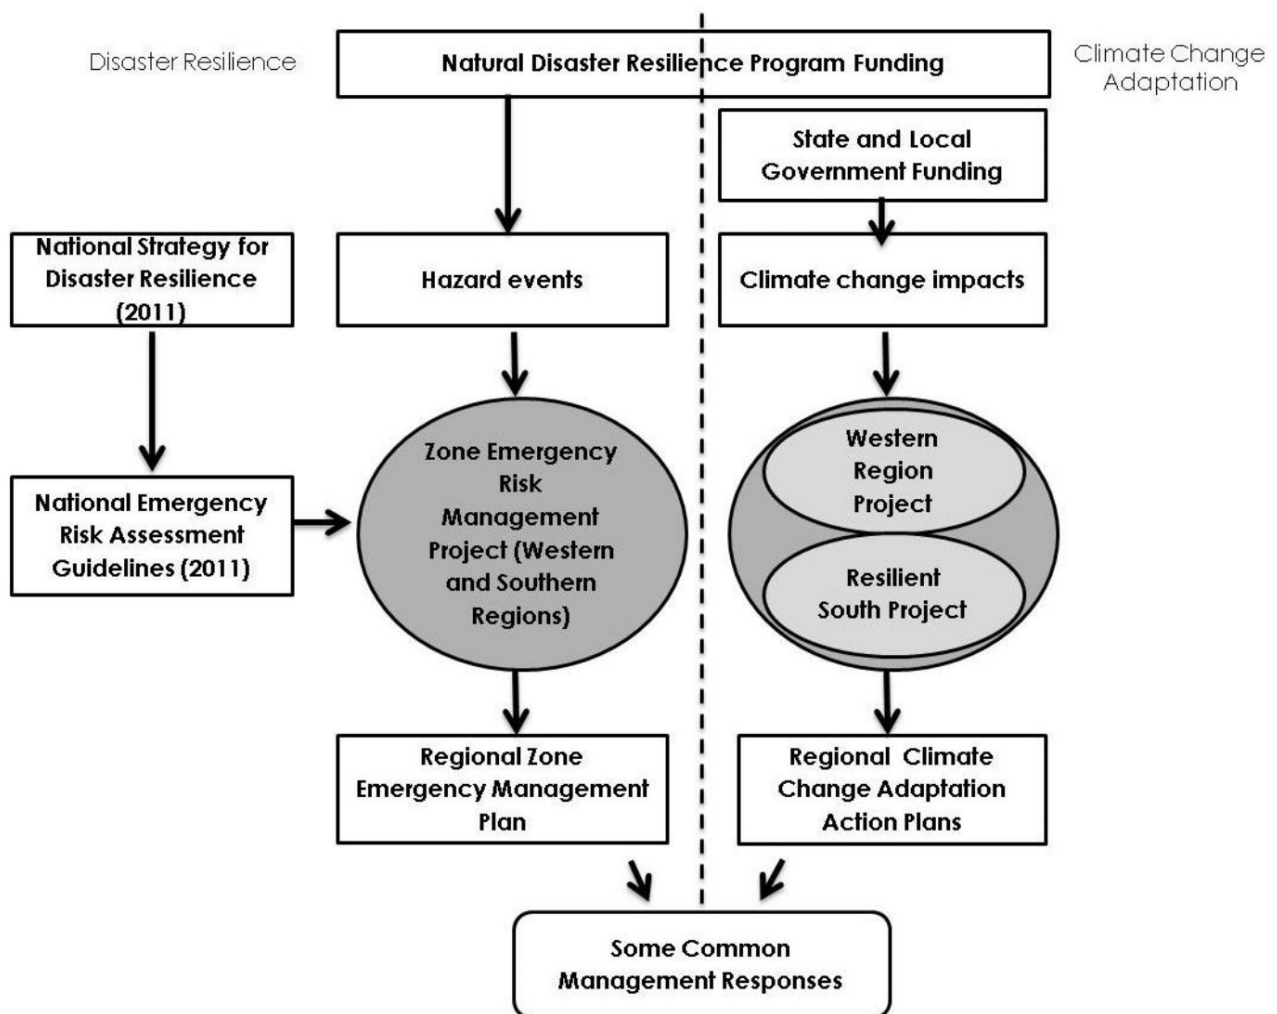 Disaster Resilience
Natural Disaster Resilience Program Funding
Climate Change
Adaptation
State and Local
Government Funding
National Strategy for
Disaster Resilience
(2011)
Hazard events
Climate change impacts
National Emergency
Risk Assessment
Guidelines (2011)
Zone Emergency
Risk
Management
Project (Western
and Southern
Regions)
Western
Region
Project
Resilient
South Project
Regional Zone
Emergency Management
Plan
Regional Climate
Change Adaptation
Action Plans
Some Common
Management Responses